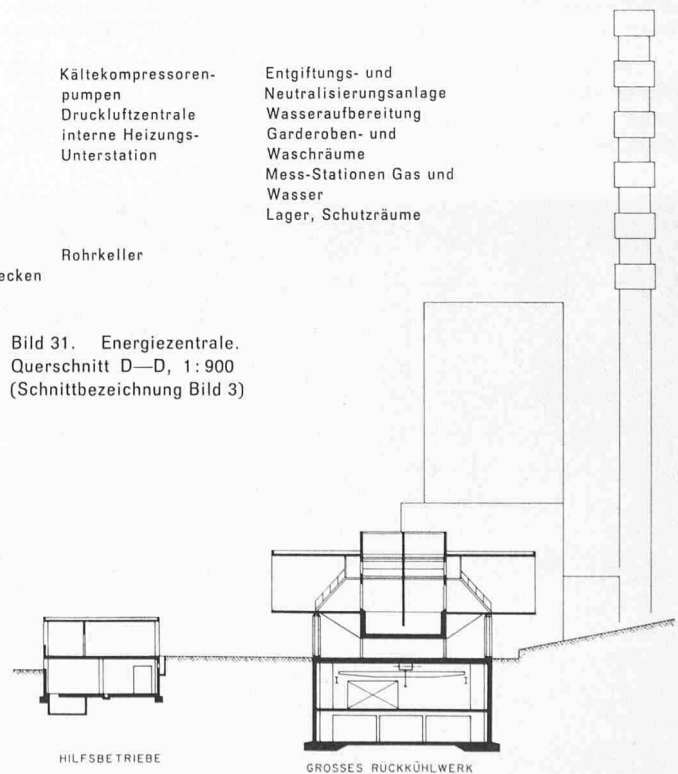 Kältekompressoren-
pumpen
Druckluftzentrale
interne Heizungs-
Unterstation
Entgiftungs- und
Neutralisierungsanlage
Wasseraufbereitung
Garderoben- und
Waschräume
Mess-Stationen Gas und
Wasser
Lager, Schutzräume
Rohrkeller
ecken
Bild 31. Energiezentrale.
Querschnitt D—D, 1:900
(Schnittbezeichnung Bild 3)
HILFSBETRIEBE
GROSSES RÜCKKÜHLWERK